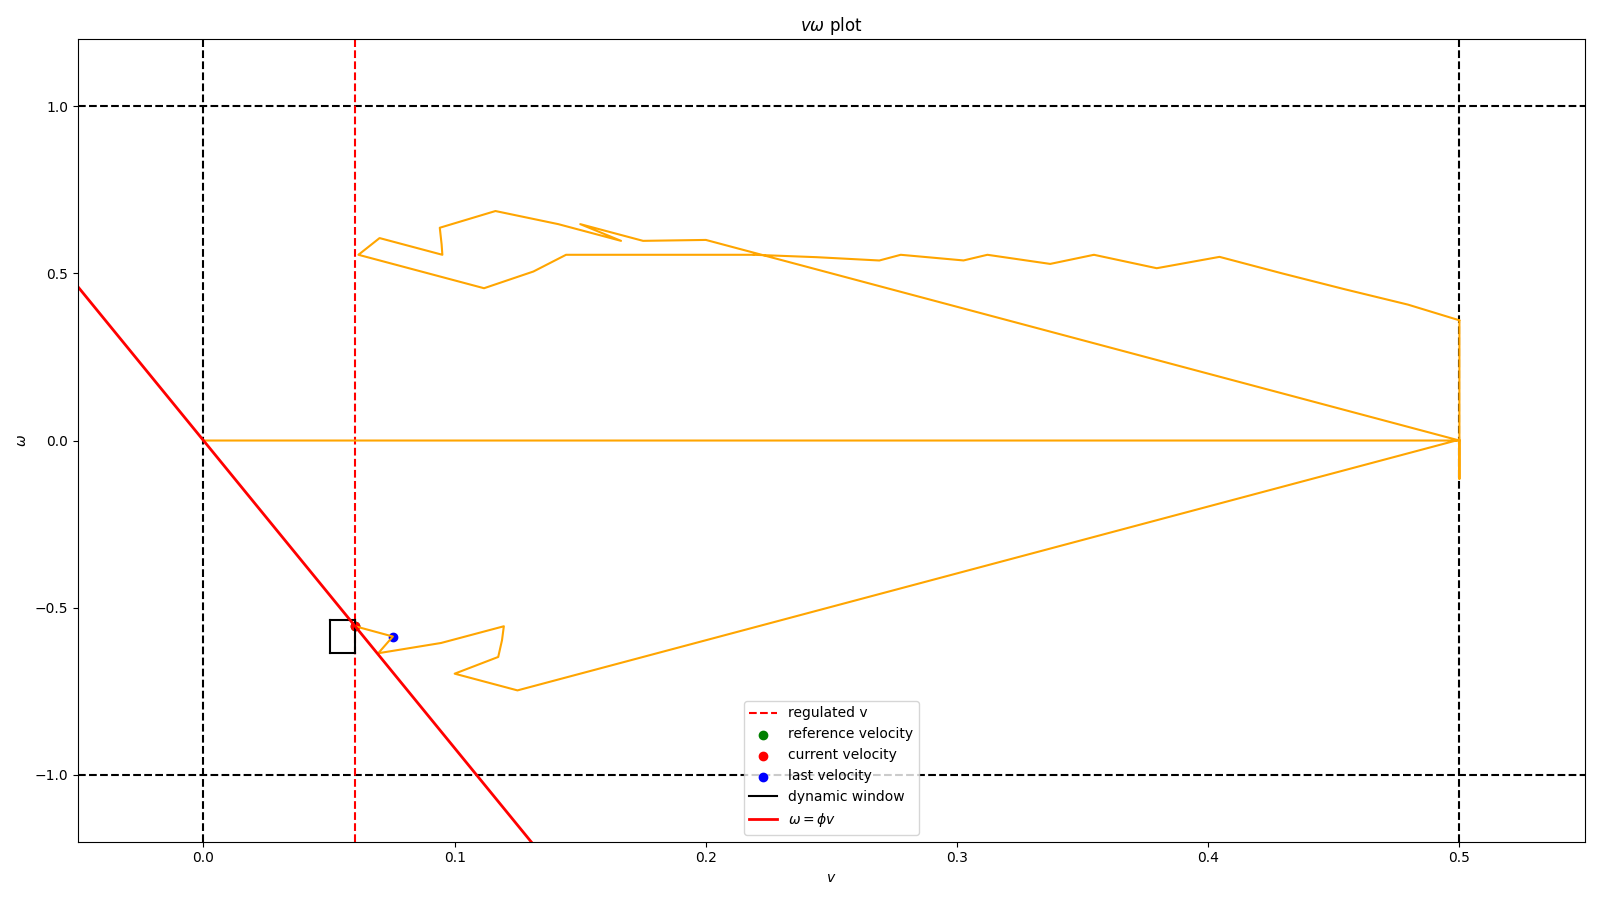 vω plot
1.0
0.5
0.0
−0.5
−1.0
ω
0.0 0.1 0.2 0.3 0.4 0.5
v
regulated v
reference velocity
current velocity
last velocity
dynamic window
ω = ϕv